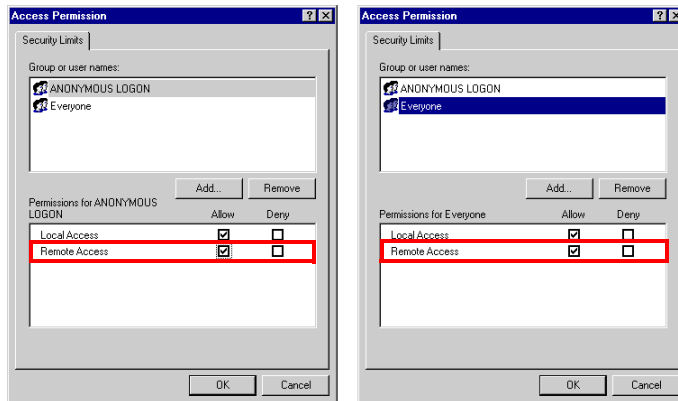 Access Permission
Security Limits
Group or user names:
ANONYMOUS LOGON
Everyone
Add...
Remove
Permissions for ANONYMOUS
LOGON
Allow
Deny
Local Access
Remote Access
OK
Cancel
Access Permission
Security Limits
Group or user names:
ANONYMOUS LOGON
Everyone
Add...
Remove
Permissions for Everyone
Allow
Deny
Local Access
Remote Access
OK
Cancel